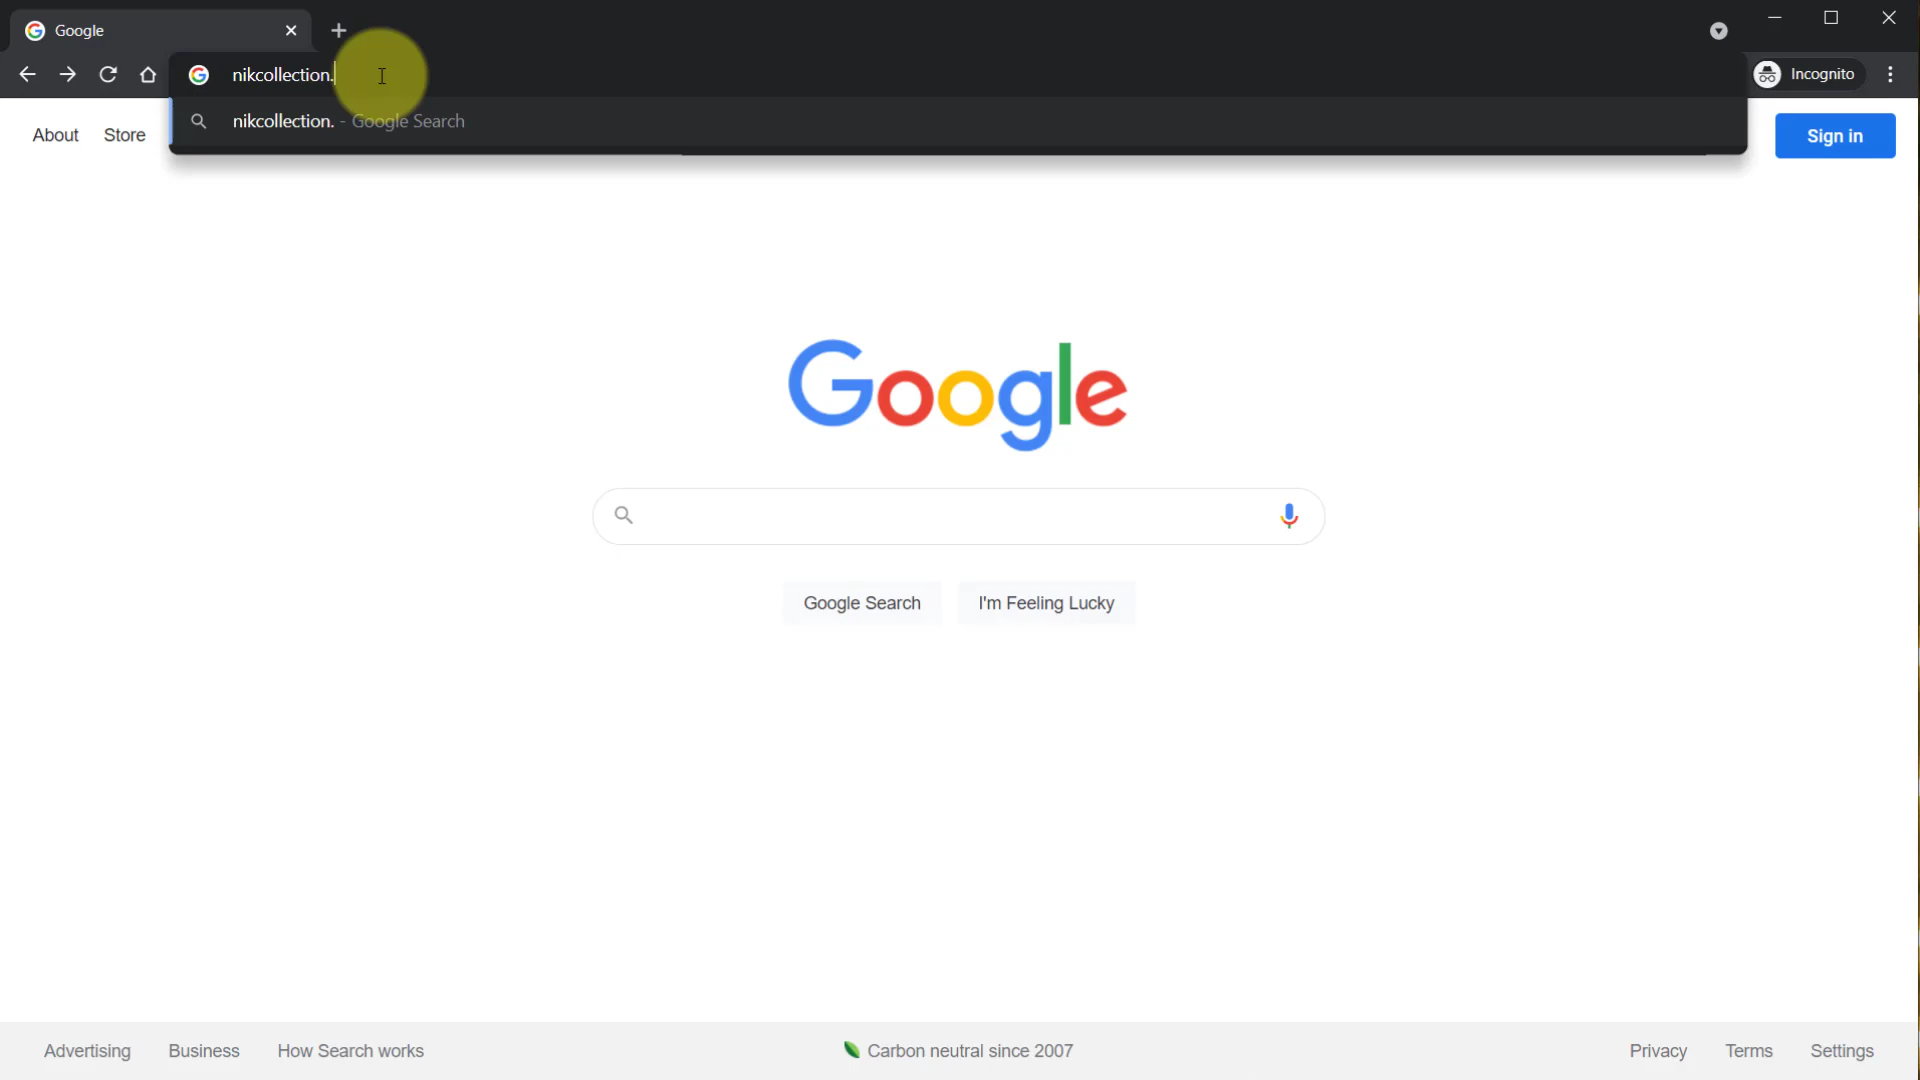 Google
nikcollection.
Incognito
nikcollection. - Google Search
About Store
Sign in
Google
Google Search I'm Feeling Lucky
Advertising Business How Search works
Carbon neutral since 2007
Privacy Terms Settings